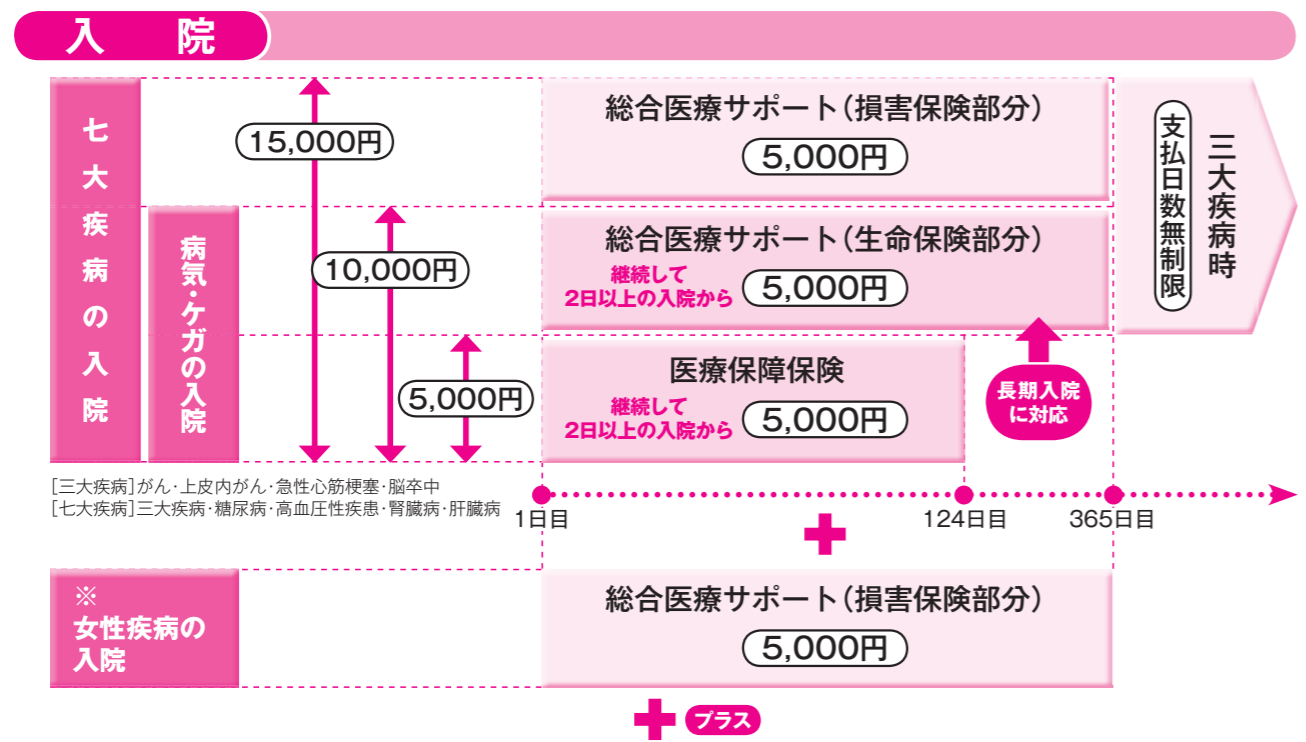 入 院
七大疾病の入院
病気・ケガの入院
15,000円
10,000円
5,000円
総合医療サポート（損害保険部分）
5,000円
総合医療サポート（生命保険部分）
継続して
2日以上の入院から
5,000円
医療保障保険
継続して
2日以上の入院から
5,000円
三大疾病時
支払日数無制限
長期入院
に対応
［三大疾病］がん・上皮内がん・急性心筋梗塞・脳卒中
［七大疾病］三大疾病・糖尿病・高血圧性疾患・腎臓病・肝臓病
1日目
124日目
365日目
※
女性疾病の
入院
総合医療サポート（損害保険部分）
5,000円
プラス